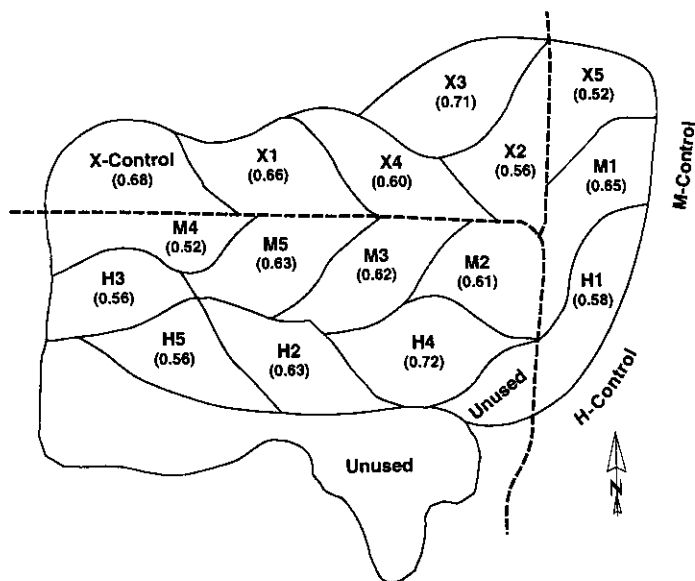 X3
(0.71)
X5
(0.52)
X-Control
(0.68)
X1
(0.66)
X4
(0.60)
X2
(0.56)
M1
(0.65)
M-Control
M4
(0.52)
M5
(0.63)
M3
(0.62)
M2
(0.61)
H3
(0.56)
H1
(0.58)
H5
(0.56)
H2
(0.63)
H4
(0.72)
Unused
H-Control
Unused
N